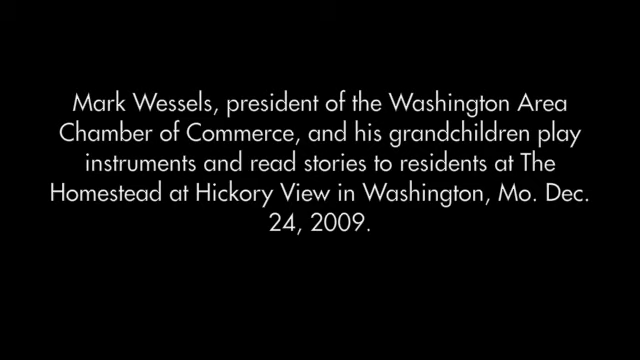 Mark Wessels, president of the Washington Area
Chamber of Commerce, and his grandchildren play
instruments and read stories to residents at The
Homestead at Hickory View in Washington, Mo. Dec.
24, 2009.